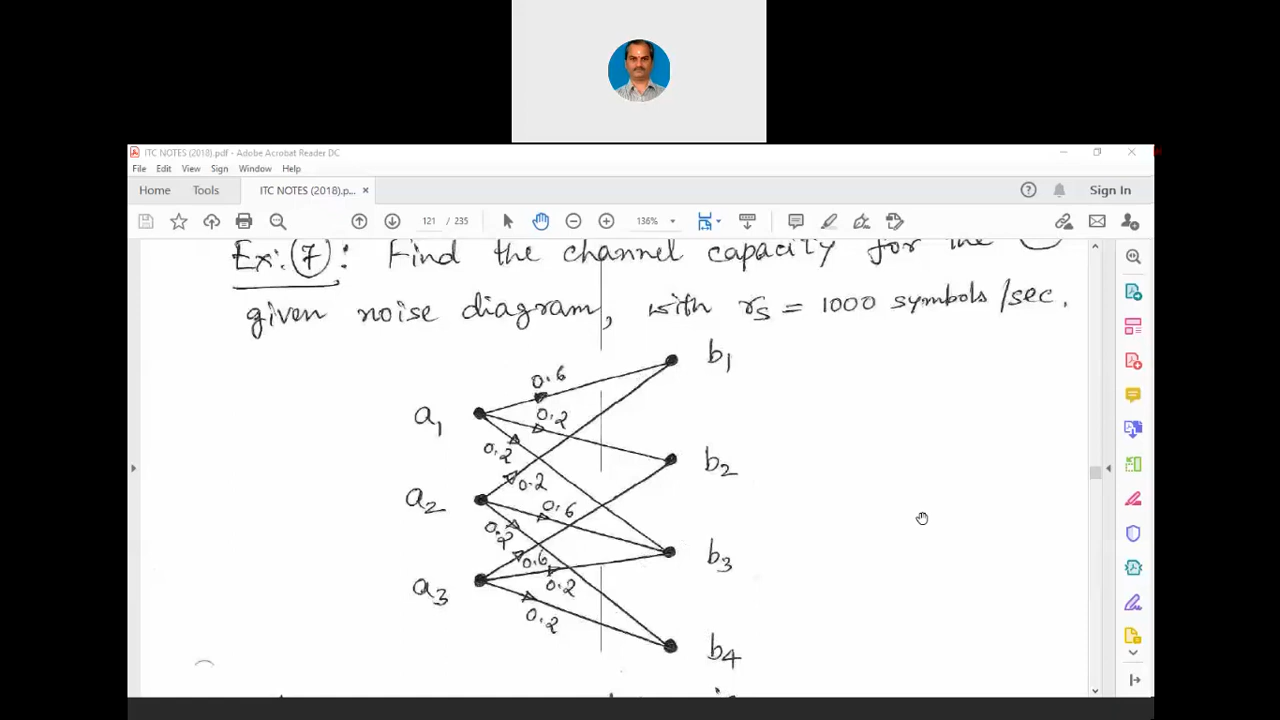 ITC NOTES (2018).pdf - Adobe Acrobat Reader DC
File Edit View Sign Window Help
Home Tools ITC NOTES (2018).p... × Sign In
121 / 235 136%
Ex:(7): Find the channel capacity for the
given noise diagram, with rs = 1000 symbols/sec.
b1
0.6
a1
0.2
0.2
b2
0.2
a2
0.6
0.2
b3
0.6
0.2
a3
0.2
b4